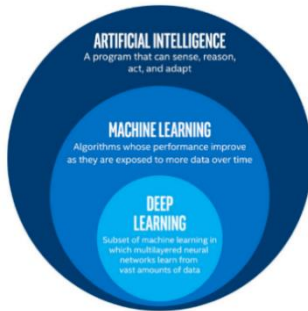 ARTIFICIAL INTELLIGENCE
A program that can sense, reason,
act, and adapt
MACHINE LEARNING
Algorithms whose performance improve
as they are exposed to more data over time
DEEP
LEARNING
Subset of machine learning in
which multilayered neural
networks learn from
vast amounts of data